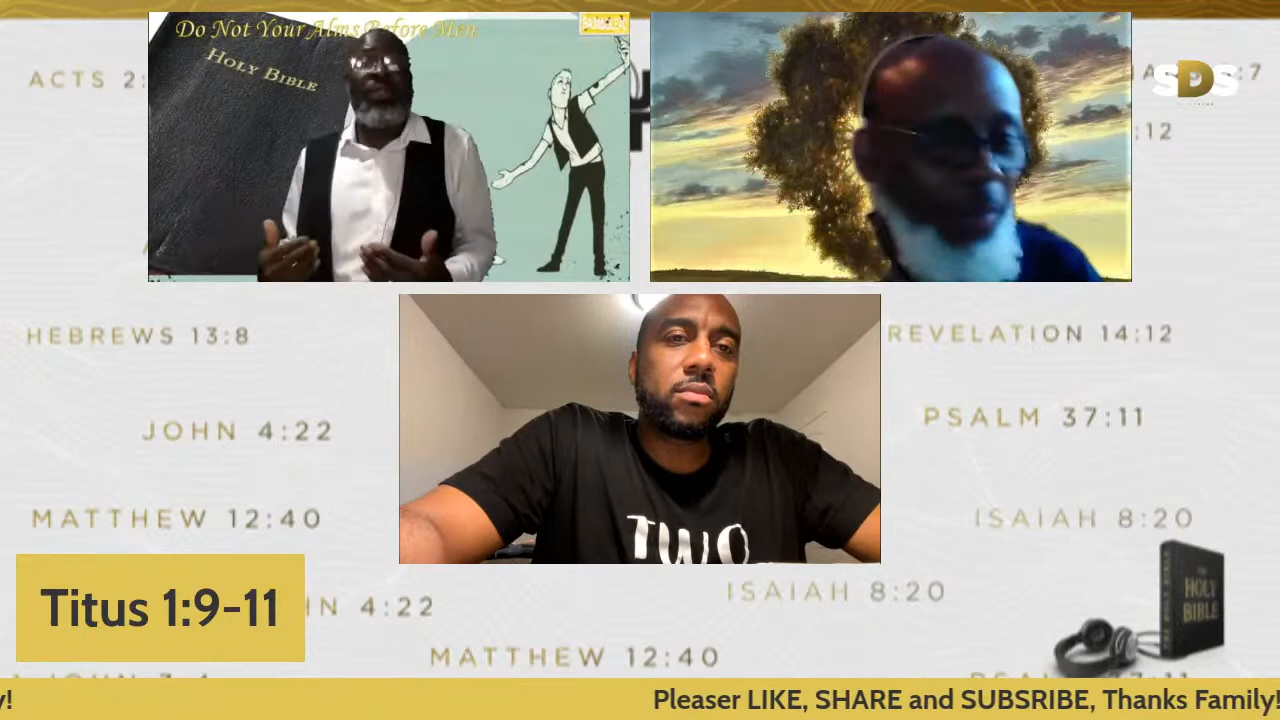 Do Not Your Alms Before Men
HOLY BIBLE
ACTS 2:
SDS
:7
:12
HEBREWS 13:8
REVELATION 14:12
JOHN 4:22
PSALM 37:11
MATTHEW 12:40
ISAIAH 8:20
TWO
HOLY
BIBLE
Titus 1:9-11
4:22
ISAIAH 8:20
MATTHEW 12:40
y!
Pleaser LIKE, SHARE and SUBSRIBE, Thanks Family!